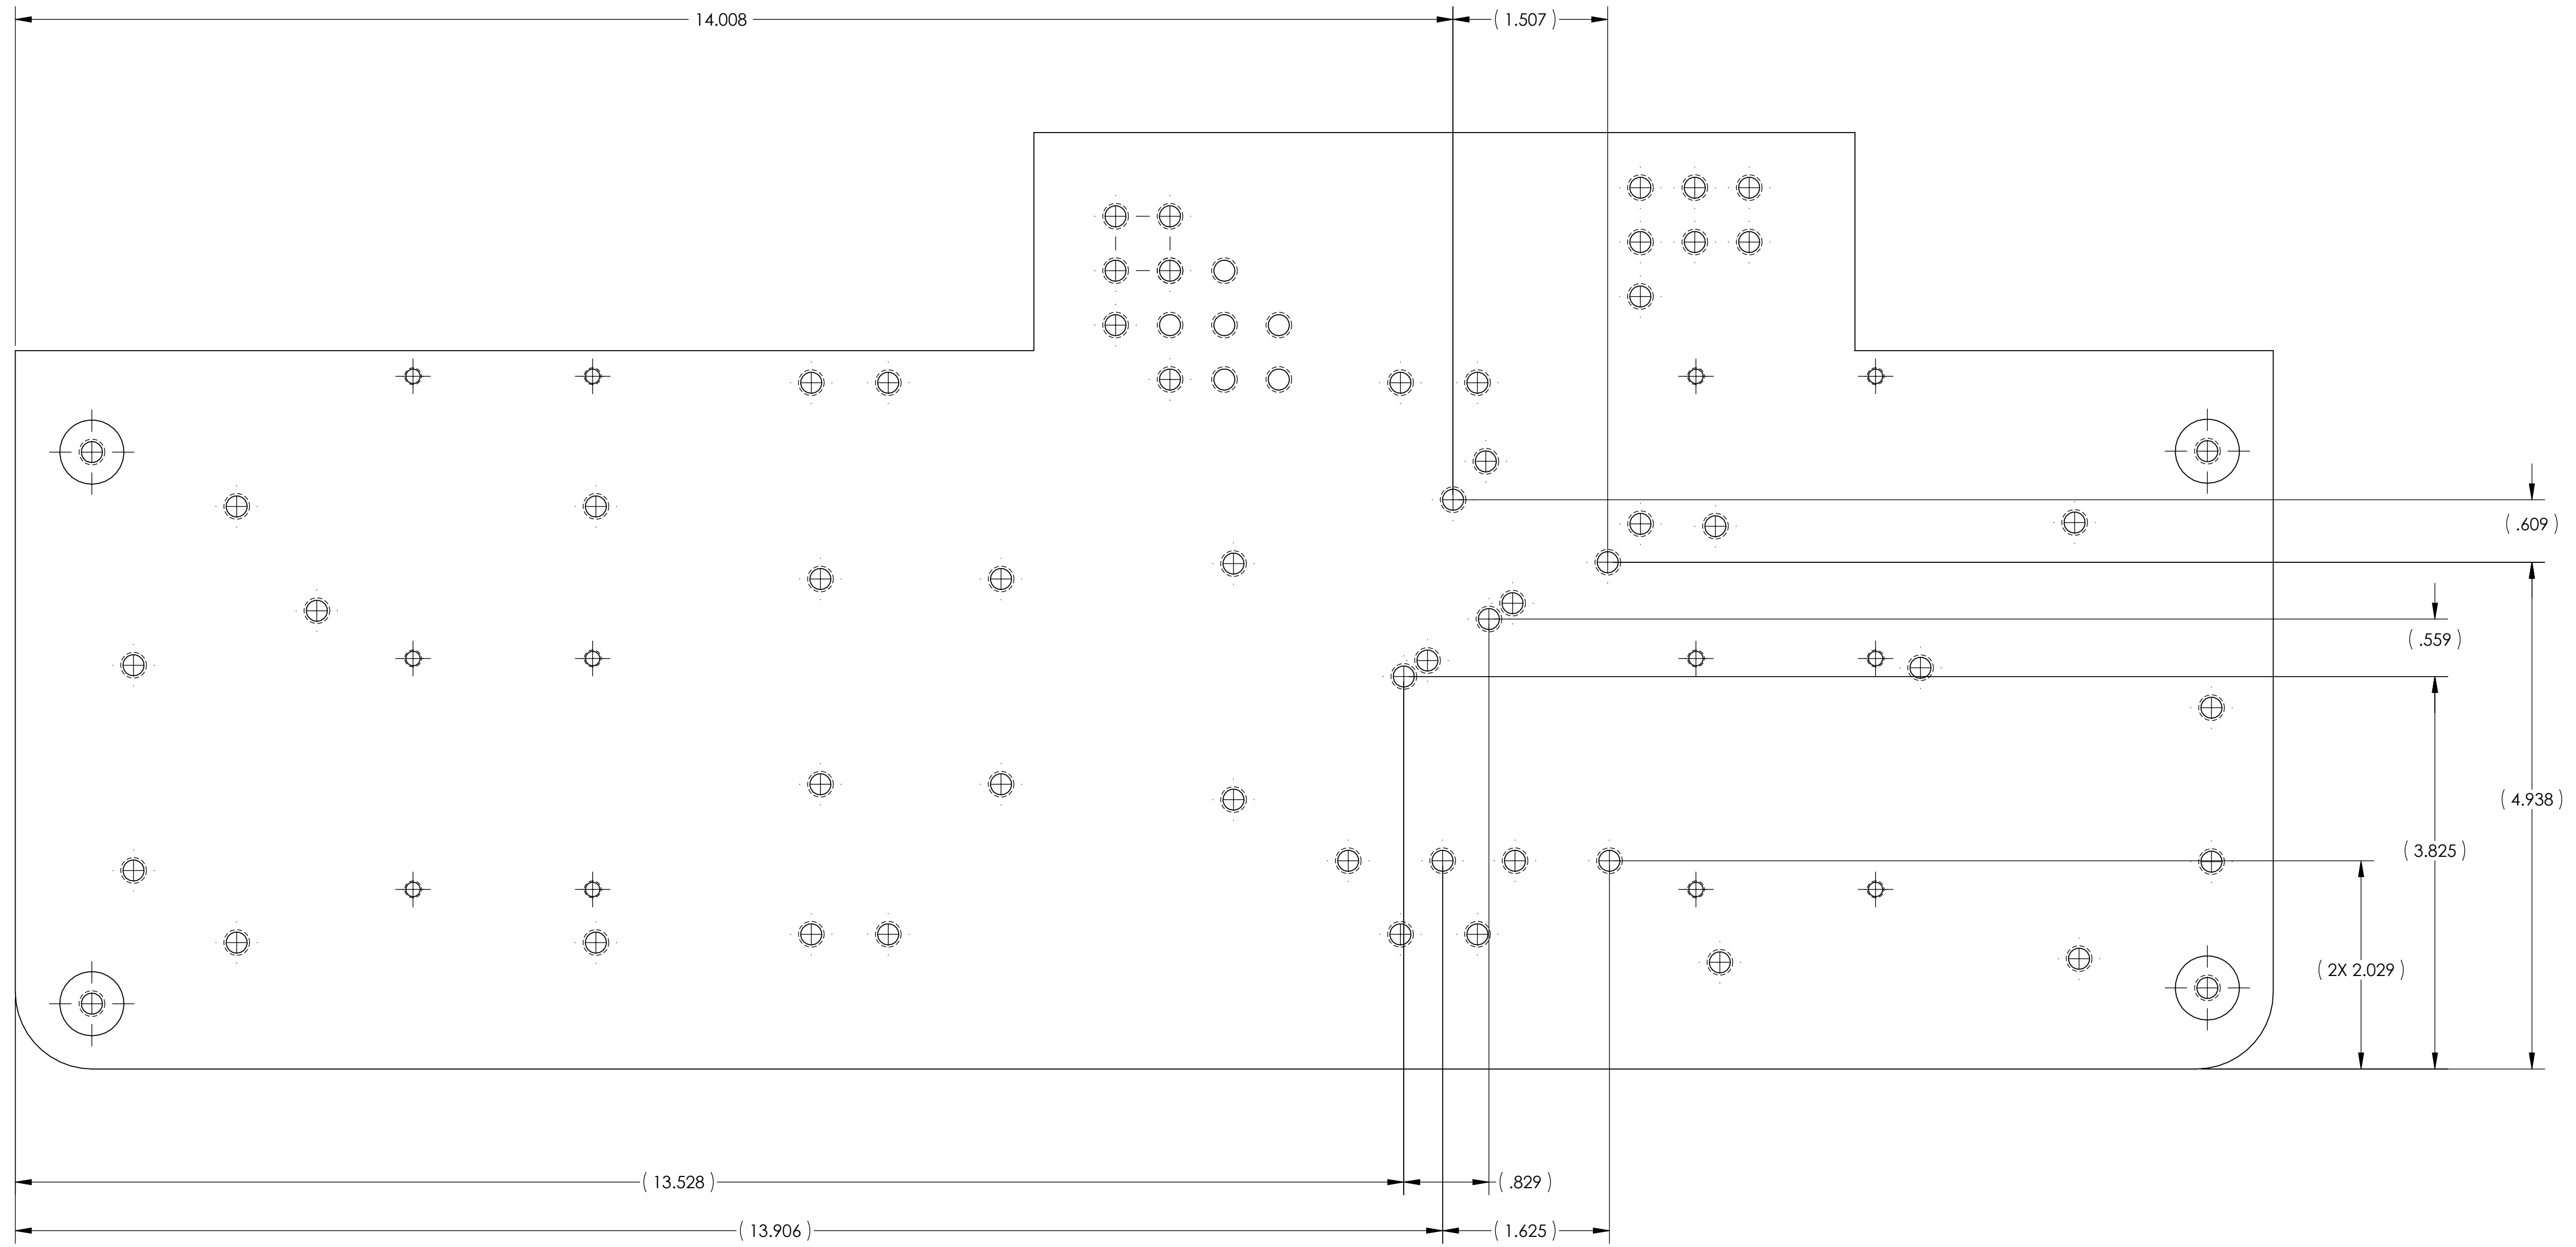 14.008
( 1.507 )
( .609 )
( .559 )
( 4.938 )
( 3.825 )
( 2X 2.029 )
( 13.528 )
( .829 )
( 13.906 )
( 1.625 )